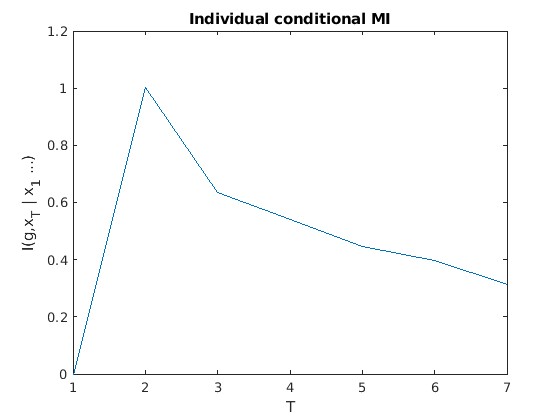 Individual conditional MI
1.2
1
0.8
0.6
0.4
0.2
0
I(g,x_T | x_1 ...)
1 2 3 4 5 6 7
T